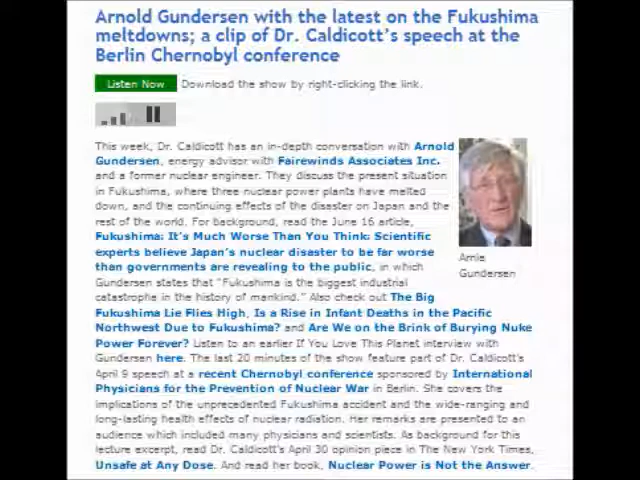 Arnold Gundersen with the latest on the Fukushima
meltdowns; a clip of Dr. Caldicott's speech at the
Berlin Chernobyl conference
Listen Now Download the show by right-clicking the link.
This week, Dr. Caldicott has an in-depth conversation with Arnold
Gundersen, energy advisor with Fairewinds Associates Inc.
and a former nuclear engineer. They discuss the present situation
in Fukushima, where three nuclear power plants have melted
down, and the continuing effects of the disaster on Japan and the
rest of the world. For background, read the June 16 article,
Fukushima: It's Much Worse Than You Think: Scientific
experts believe Japan's nuclear disaster to be far worse
than governments are revealing to the public, in which
Gundersen states that "Fukushima is the biggest industrial
catastrophe in the history of mankind." Also check out The Big
Fukushima Lie Flies High, Is a Rise in Infant Deaths in the Pacific
Northwest Due to Fukushima? and Are We on the Brink of Burying Nuke
Power Forever? Listen to an earlier If You Love This Planet interview with
Gundersen here. The last 20 minutes of the show feature part of Dr. Caldicott's
April 9 speech at a recent Chernobyl conference sponsored by International
Physicians for the Prevention of Nuclear War in Berlin. She covers the
implications of the unprecedented Fukushima accident and the wide-ranging and
long-lasting health effects of nuclear radiation. Her remarks are presented to an
audience which included many physicians and scientists. As background for this
lecture excerpt, read Dr. Caldicott's April 30 opinion piece in The New York Times,
Unsafe at Any Dose. And read her book, Nuclear Power is Not the Answer.
Arnie
Gundersen